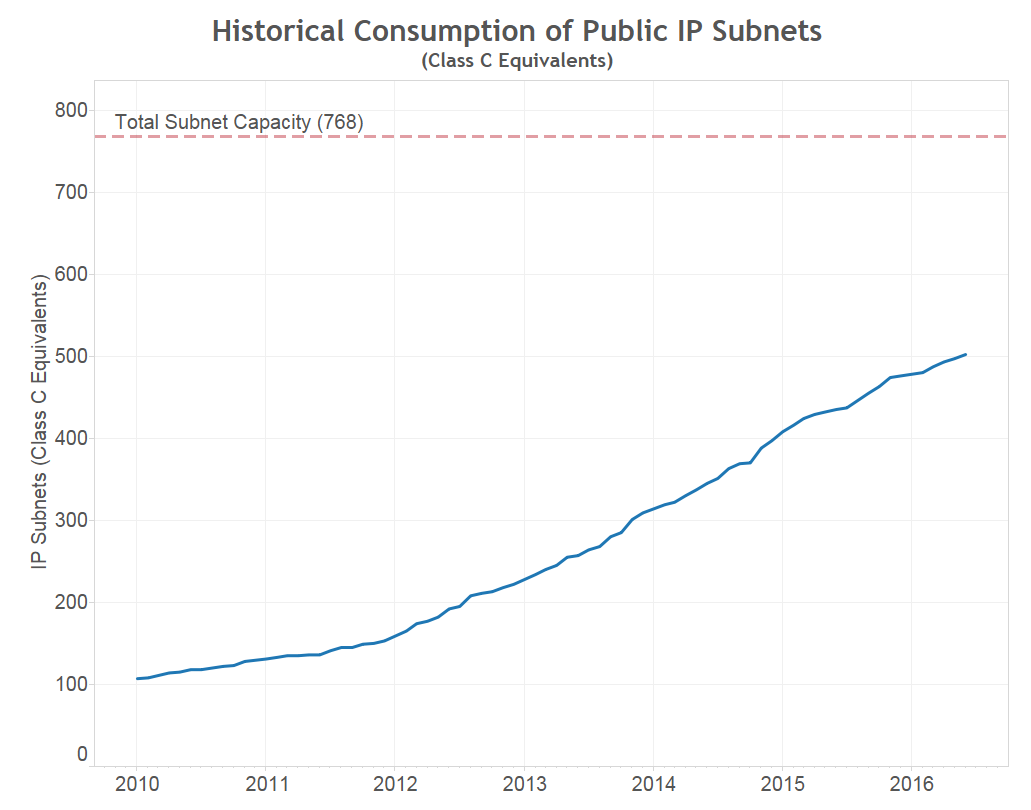 Historical Consumption of Public IP Subnets
(Class C Equivalents)
800
Total Subnet Capacity (768)
700
600
500
400
300
200
100
0
IP Subnets (Class C Equivalents)
2010 2011 2012 2013 2014 2015 2016